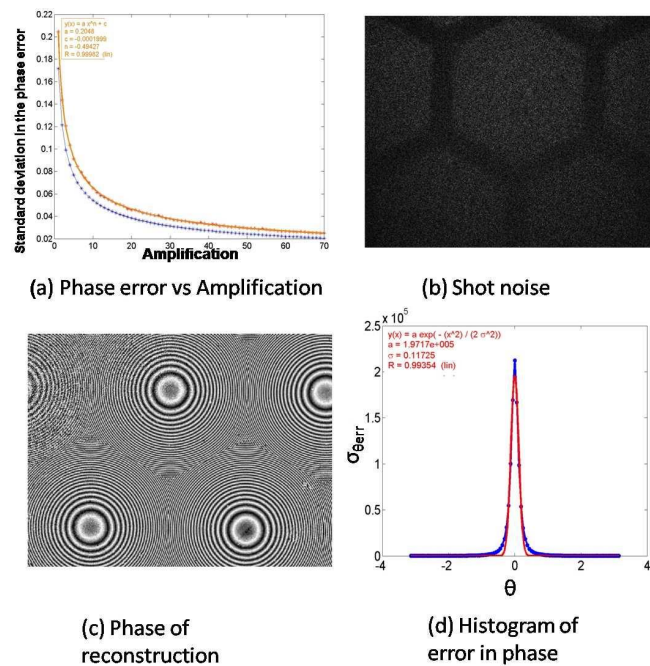 y(x) = a x^n + c
a = 0.2048
c = -0.0001999
n = -0.49427
R = 0.99962 (lin)
Standard deviation in the phase error
0.2
0.18
0.16
0.14
0.12
0.1
0.08
0.06
0.04
0.02
0 10 20 30 40 50 60 70
Amplification
(a) Phase error vs Amplification
(b) Shot noise
x 10^5
2.5
2
1.5
1
0.5
0
y(x) = a exp( - (x^2) / (2 σ^2))
a = 1.9717e+005
σ = 0.11725
R = 0.99354 (lin)
σθerr
-4 -2 0 2 4
θ
(c) Phase of
reconstruction
(d) Histogram of
error in phase